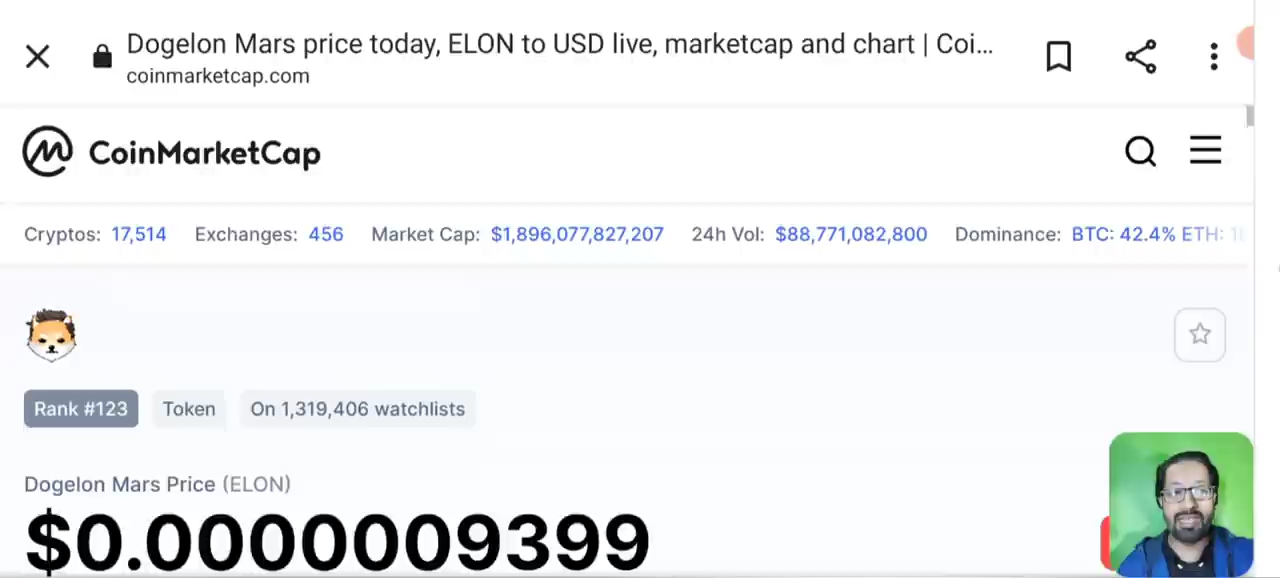 Dogelon Mars price today, ELON to USD live, marketcap and chart | Coi...
coinmarketcap.com
CoinMarketCap
Cryptos: 17,514 Exchanges: 456 Market Cap: $1,896,077,827,207 24h Vol: $88,771,082,800 Dominance: BTC: 42.4% ETH:
Rank #123 Token On 1,319,406 watchlists
Dogelon Mars Price (ELON)
$0.0000009399